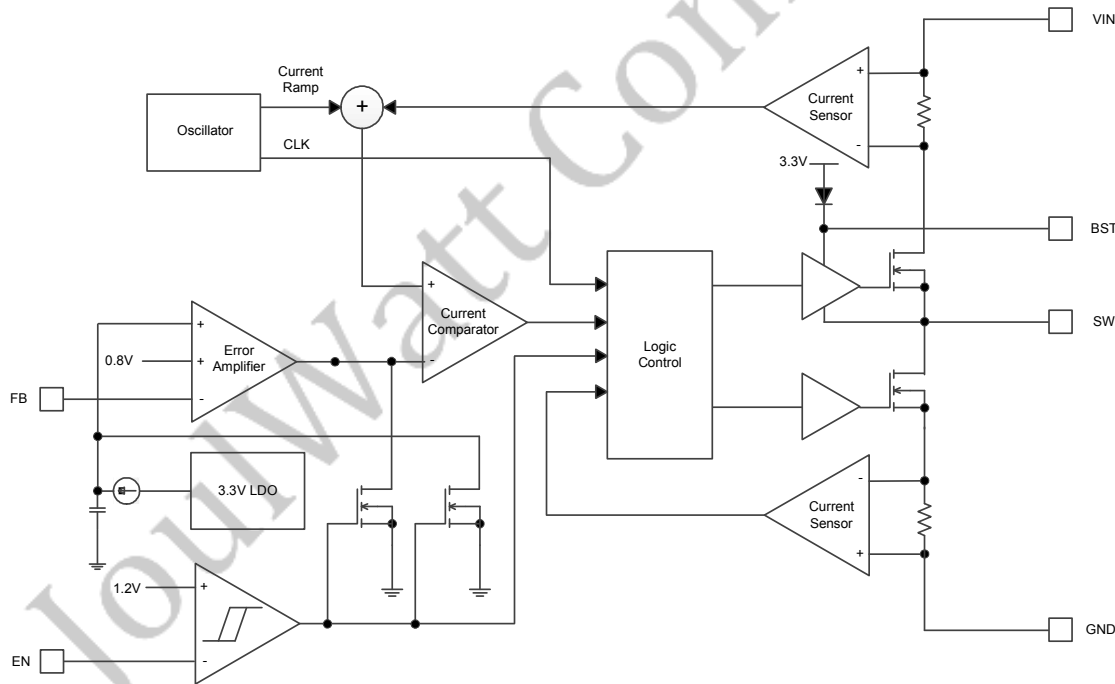 VIN
Current
Ramp
+
+
Current
Sensor
-
Oscillator
CLK
3.3V
BST
+
Current
Comparator
-
SW
+
0.8V
+
Error
Amplifier
-
FB
Logic
Control
3.3V LDO
-
Current
Sensor
+
1.2V
+
-
EN
GND
JoulWatt Con